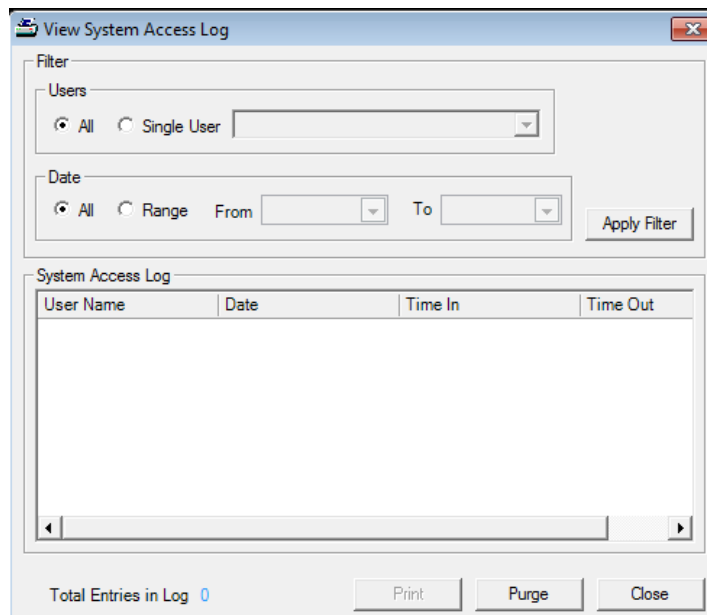 View System Access Log
Filter
Users
All Single User
Date
All Range From To
Apply Filter
System Access Log
User Name Date Time In Time Out
Total Entries in Log 0 Print Purge Close